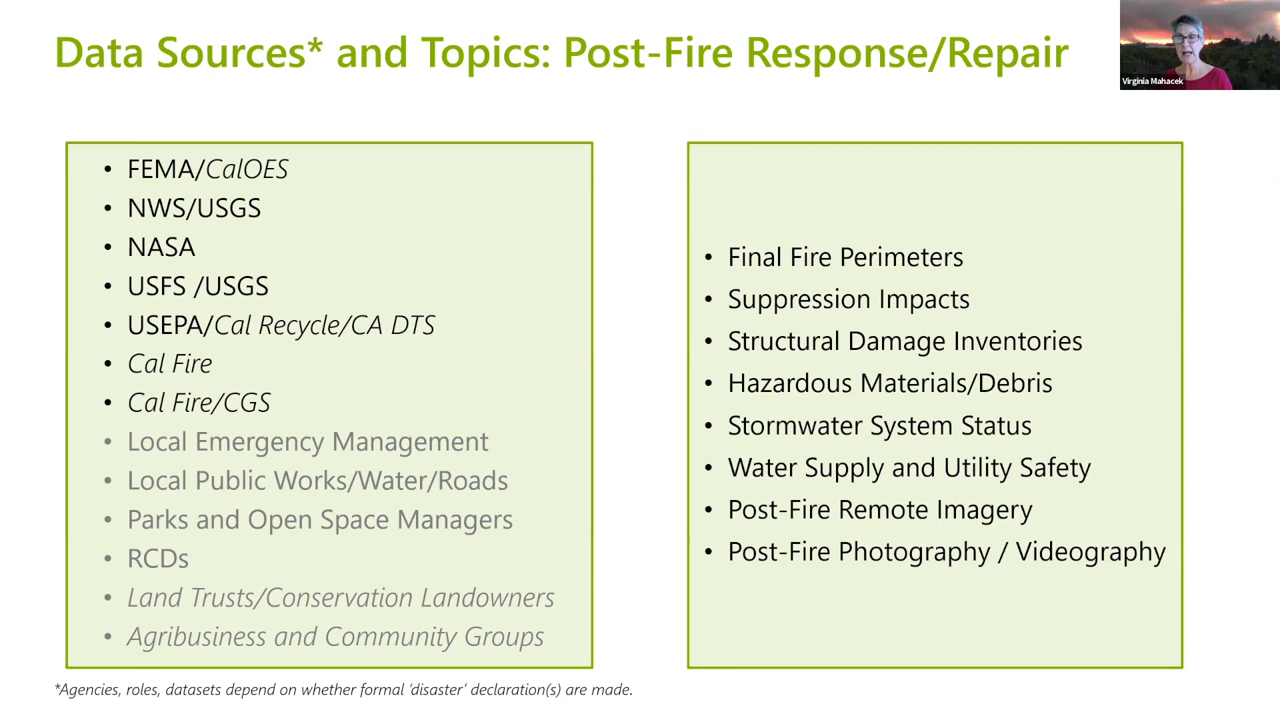 Data Sources* and Topics: Post-Fire Response/Repair
Virginia Mahacek
• FEMA/CalOES
• NWS/USGS
• NASA
• USFS /USGS
• USEPA/Cal Recycle/CA DTS
• Cal Fire
• Cal Fire/CGS
• Local Emergency Management
• Local Public Works/Water/Roads
• Parks and Open Space Managers
• RCDs
• Land Trusts/Conservation Landowners
• Agribusiness and Community Groups
• Final Fire Perimeters
• Suppression Impacts
• Structural Damage Inventories
• Hazardous Materials/Debris
• Stormwater System Status
• Water Supply and Utility Safety
• Post-Fire Remote Imagery
• Post-Fire Photography / Videography
*Agencies, roles, datasets depend on whether formal 'disaster' declaration(s) are made.